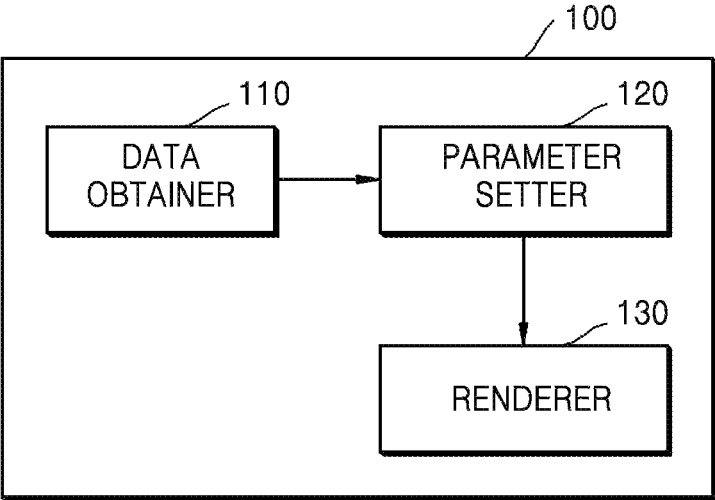 100
110
120
DATA
OBTAINER
PARAMETER
SETTER
130
RENDERER